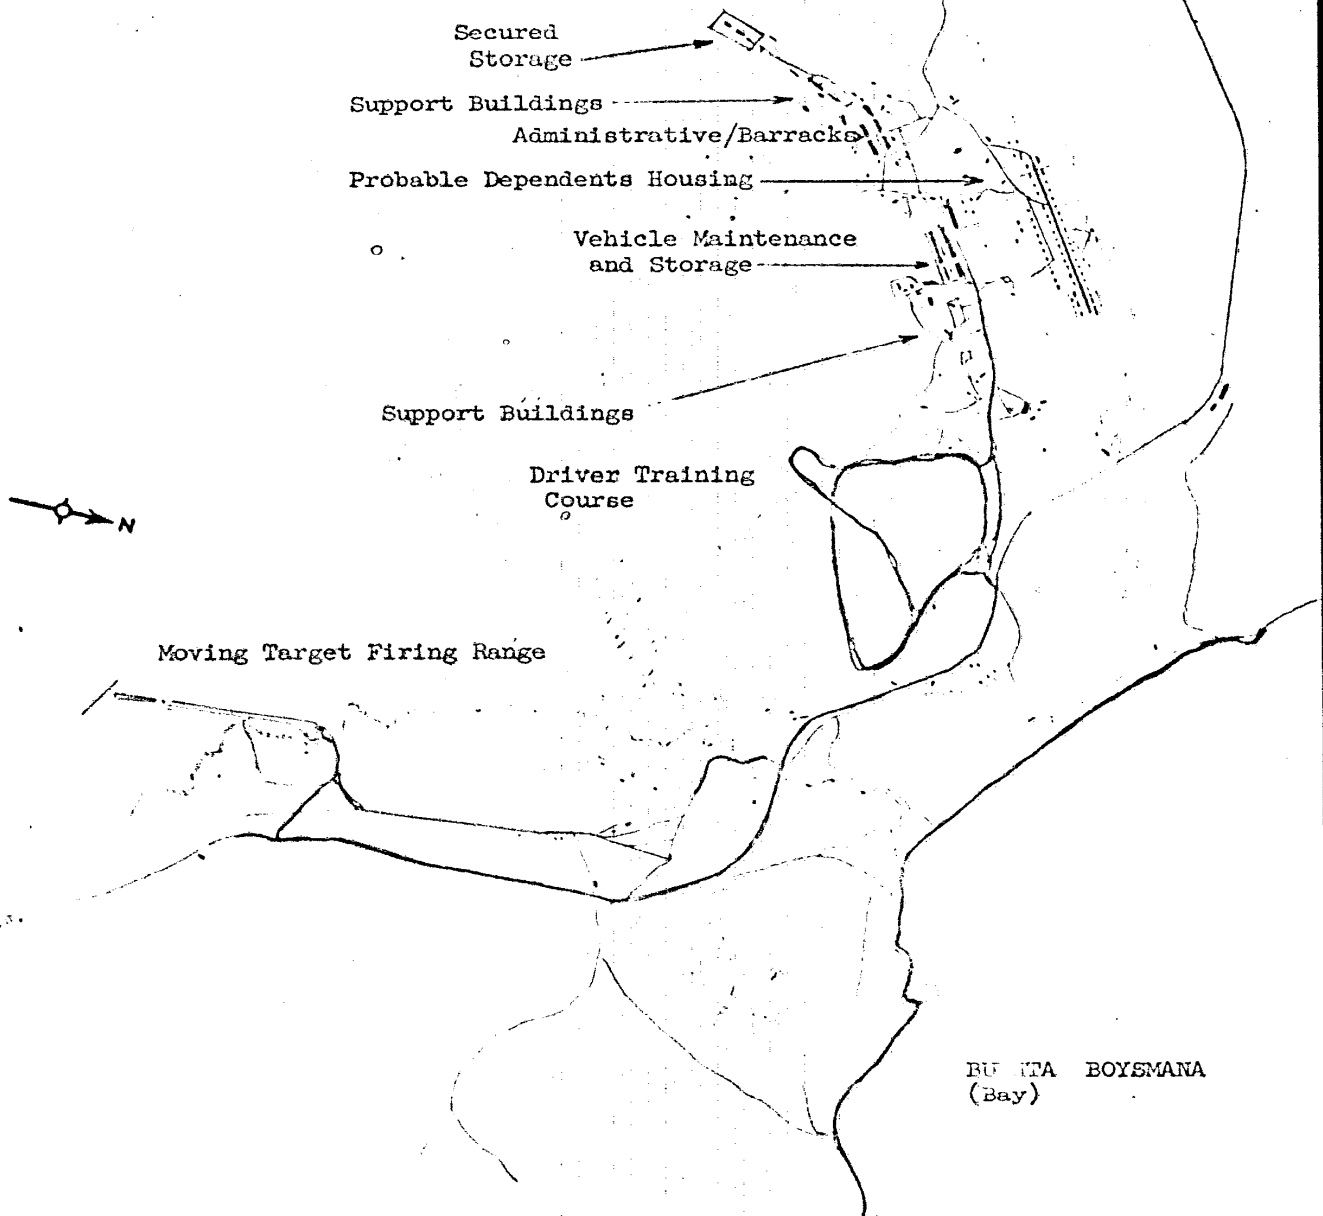 Secured
Storage
Support Buildings
Administrative/Barracks
Probable Dependents Housing
Vehicle Maintenance
and Storage
Support Buildings
Driver Training
Course
N
Moving Target Firing Range
BOYSMANA
(Bay)